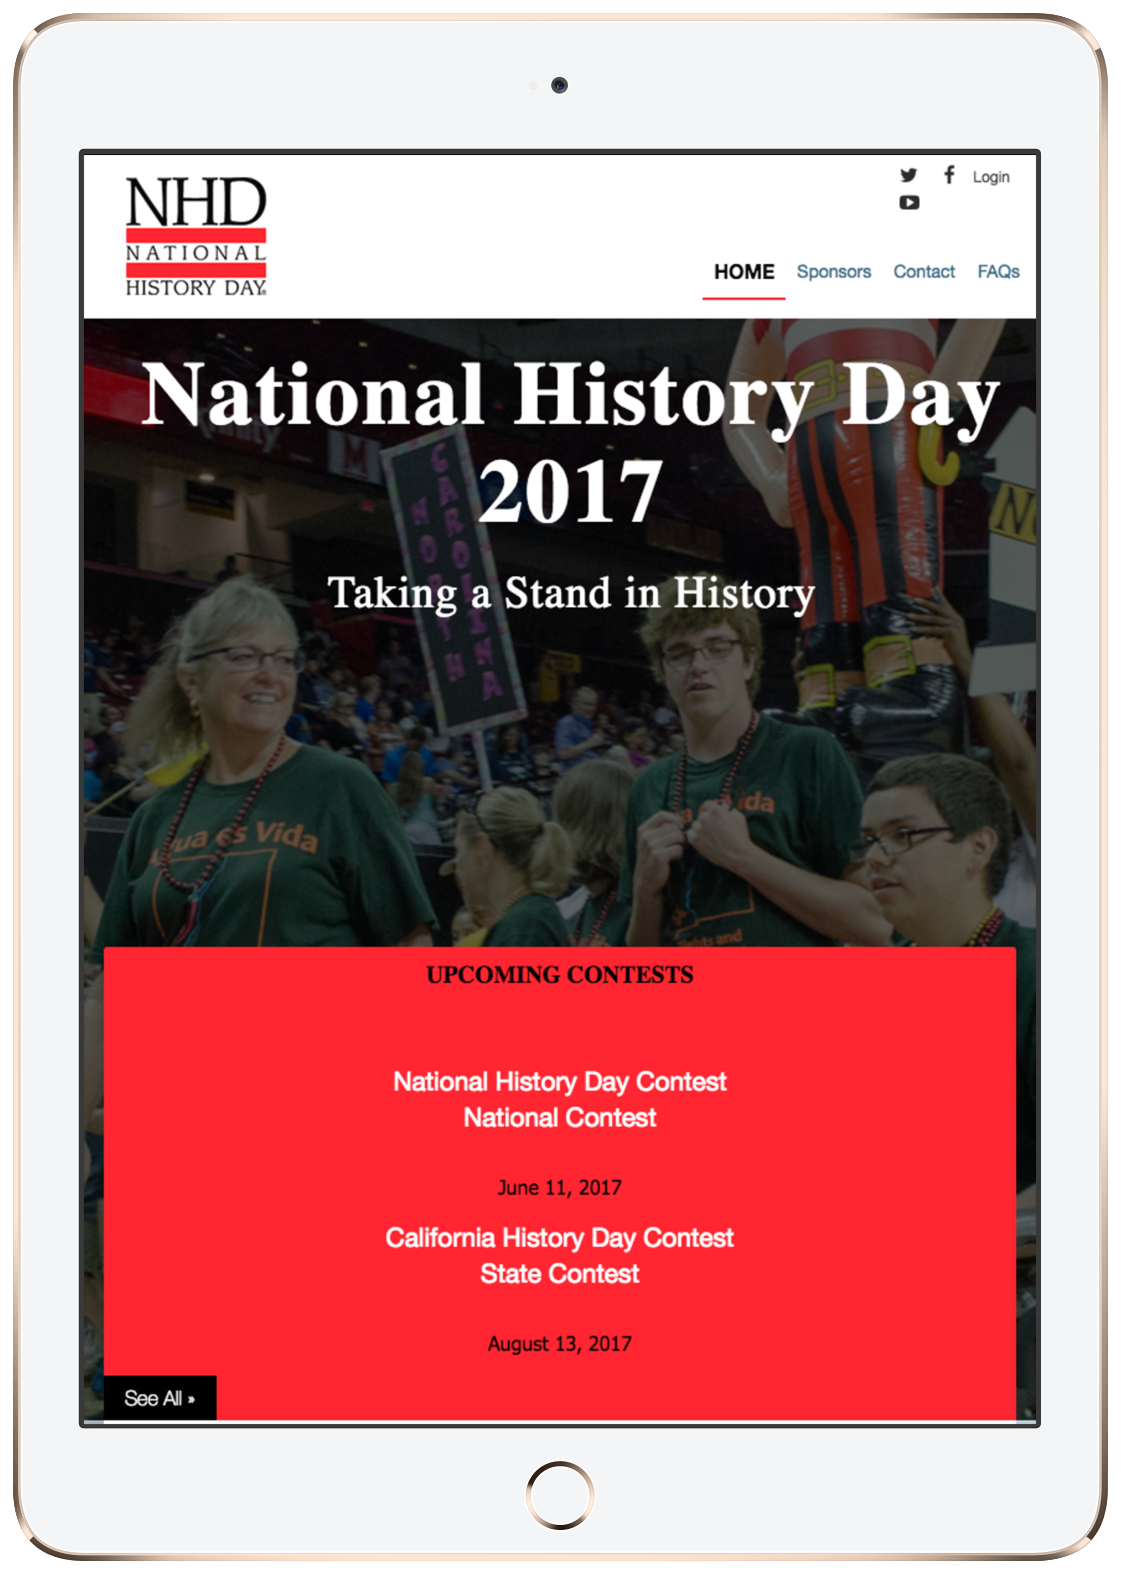 NHD
NATIONAL
HISTORY DAY
Login
HOME Sponsors Contact FAQs
National History Day
2017
Taking a Stand in History
NORTH
CAROLINA
Vida
UPCOMING CONTESTS
National History Day Contest
National Contest
June 11, 2017
California History Day Contest
State Contest
August 13, 2017
See All »